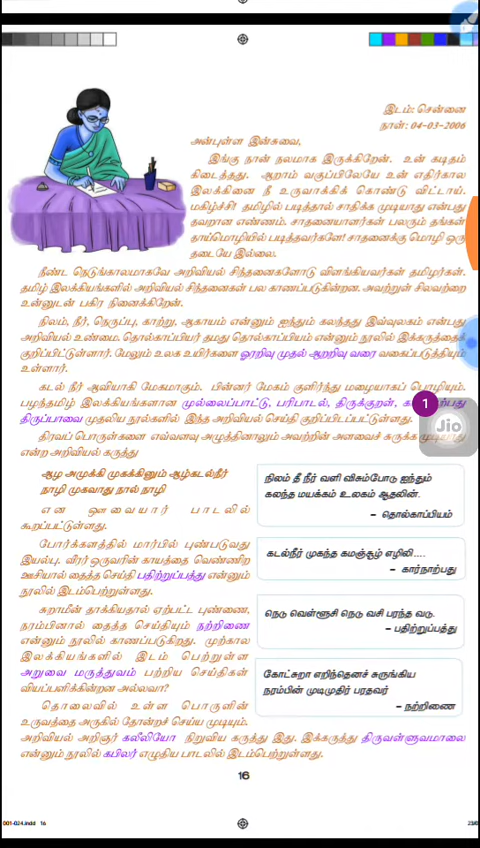 இடம்: சென்னை
நாள்: 04-03-2006
அன்புள்ள இன்சுவை,
இங்கு நான் நலமாக இருக்கிறேன். உன் கடிதம்
கிடைத்தது. ஆறாம் வகுப்பிலேயே உன் எதிர்கால
இலக்கினை நீ உருவாக்கிக் கொண்டு விட்டாய்.
மகிழ்ச்சி! தமிழில் படித்தால் சாதிக்க முடியாது என்பது
தவறான எண்ணம். சாதனையாளர்கள் பலரும் தங்கள்
தாய்மொழியில் படித்தவர்களே! சாதனைக்கு மொழி ஒரு
தடையே இல்லை.
நீண்ட நெடுங்காலமாகவே அறிவியல் சிந்தனைகளோடு விளங்கியவர்கள் தமிழர்கள்.
தமிழ் இலக்கியங்களில் அறிவியல் சிந்தனைகள் பல காணப்படுகின்றன. அவற்றுள் சிலவற்றை
உன்னுடன் பகிர நினைக்கிறேன்.
நிலம், நீர், நெருப்பு, காற்று, ஆகாயம் என்னும் ஐந்தும் கலந்தது இவ்வுலகம் என்பது
அறிவியல் உண்மை. தொல்காப்பியர் தமது தொல்காப்பியம் என்னும் நூலில் இக்கருத்தைக்
குறிப்பிட்டுள்ளார். மேலும் உலக உயிர்களை ஓரறிவு முதல் ஆறறிவு வரை வகைப்படுத்தியும்
உள்ளார்.
கடல் நீர் ஆவியாகி மேகமாகும். பின்னர் மேகம் குளிர்ந்து மழையாகப் பொழியும்.
பழந்தமிழ் இலக்கியங்களான முல்லைப்பாட்டு, பரிபாடல், திருக்குறள்,
திருப்பாவை முதலிய நூல்களில் இந்த அறிவியல் செய்தி குறிப்பிடப்பட்டுள்ளது.
1
Jio
திரவப் பொருள்களை எவ்வளவு அழுத்தினாலும் அவற்றின் அளவைச் சுருக்க முடியாது
என்ற அறிவியல் கருத்து
ஆழ அமுக்கி முகக்கினும் ஆழ்கடல்நீர்
நாழி முகவாது நால் நாழி
என ஔவையார் பாடலில்
கூறப்பட்டுள்ளது.
போர்க்களத்தில் மார்பில் புண்படுவது
இயல்பு. வீரர் ஒருவரின் காயத்தை வெண்ணிற
ஊசியால் தைத்த செய்தி பதிற்றுப்பத்து என்னும்
நூலில் இடம்பெற்றுள்ளது.
சுறாமீன் தாக்கியதால் ஏற்பட்ட புண்ணை,
நரம்பினால் தைத்த செய்தியும் நற்றிணை
என்னும் நூலில் காணப்படுகிறது. முற்கால
இலக்கியங்களில் இடம் பெற்றுள்ள
அறுவை மருத்துவம் பற்றிய செய்திகள்
வியப்பளிக்கின்றன அல்லவா?
தொலைவில் உள்ள பொருளின்
உருவத்தை அருகில் தோன்றச் செய்ய முடியும்.
அறிவியல் அறிஞர் கலீலியோ நிறுவிய கருத்து இது. இக்கருத்து திருவள்ளுவமாலை
என்னும் நூலில் கபிலர் எழுதிய பாடலில் இடம்பெற்றுள்ளது.
நிலம் தீ நீர் வளி விசும்போடு ஐந்தும்
கலந்த மயக்கம் உலகம் ஆதலின்.
– தொல்காப்பியம்
கடல்நீர் முகந்த கமஞ்சூழ் எழிலி....
– கார்நாற்பது
நெடு வெள்ளூசி நெடு வசி பரந்த வடு.
– பதிற்றுப்பத்து
கோட்சுறா எறிந்தெனச் சுருங்கிய
நரம்பின் முடிமுதிர் பரதவர்
– நற்றிணை
16
001-024.indd 16